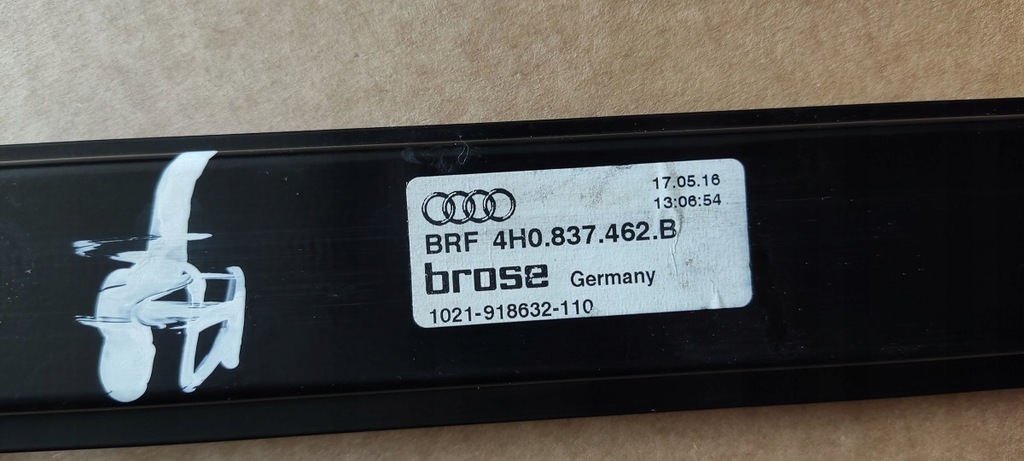 17.05.16
13:06:54
BRF 4H0.837.462.B
brose Germany
1021-918632-110